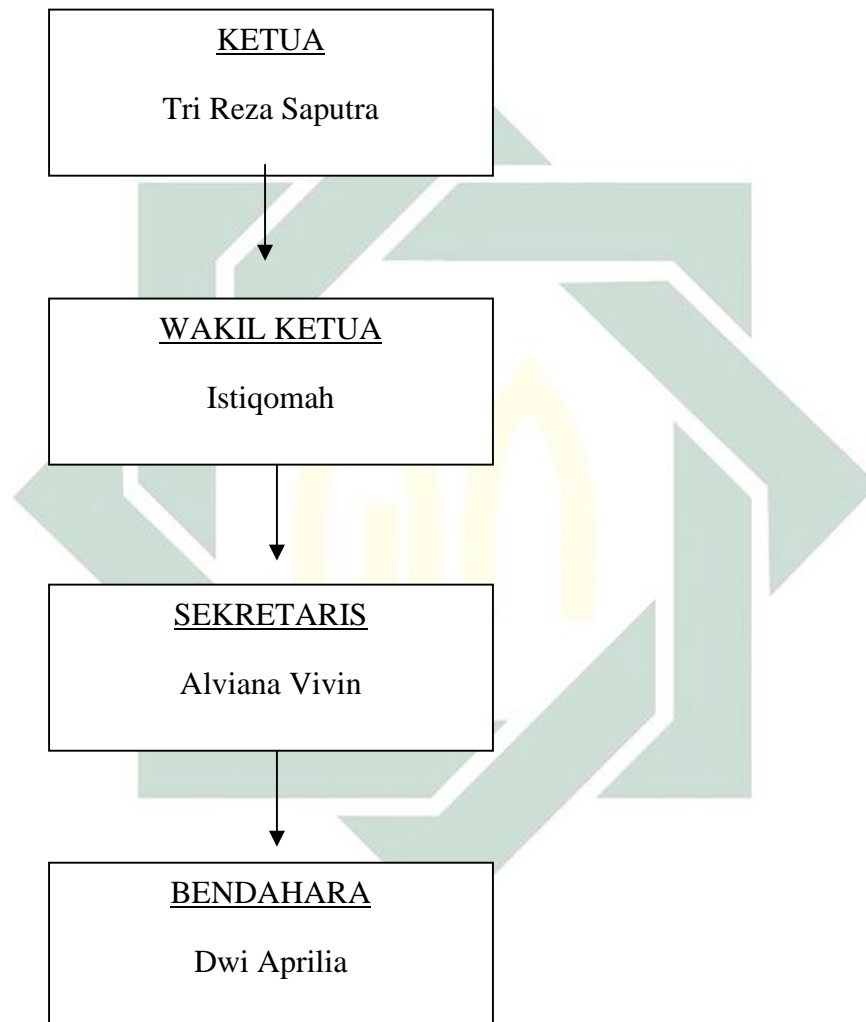 KETUA
Tri Reza Saputra
WAKIL KETUA
Istiqomah
SEKRETARIS
Alviana Vivin
BENDAHARA
Dwi Aprilia